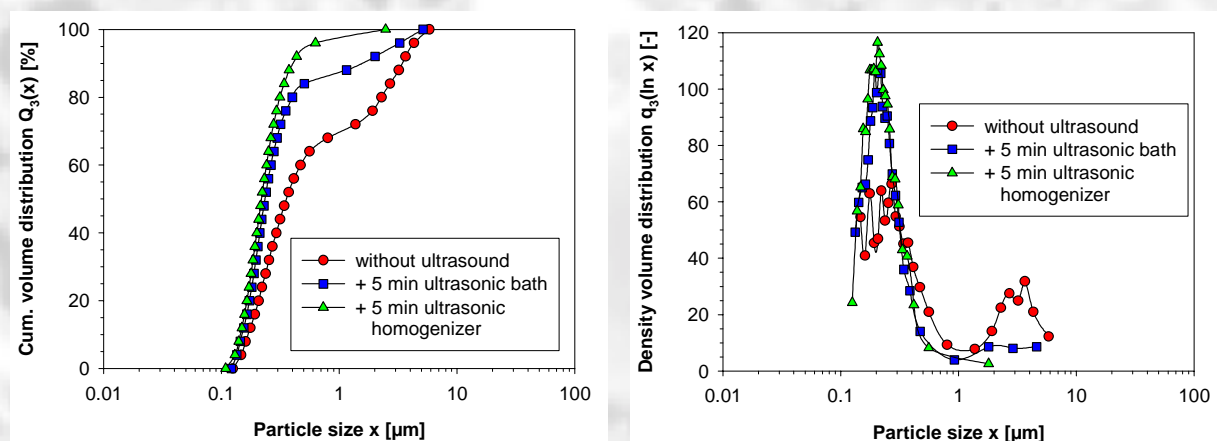 Cum. volume distribution Q3(x) [%]
100
80
60
40
20
0
without ultrasound
+ 5 min ultrasonic bath
+ 5 min ultrasonic
homogenizer
0.01
0.1
1
10
100
Particle size x [µm]
Density volume distribution q3(ln x) [-]
120
100
80
60
40
20
0
without ultrasound
+ 5 min ultrasonic bath
+ 5 min ultrasonic
homogenizer
0.01
0.1
1
10
100
Particle size x [µm]